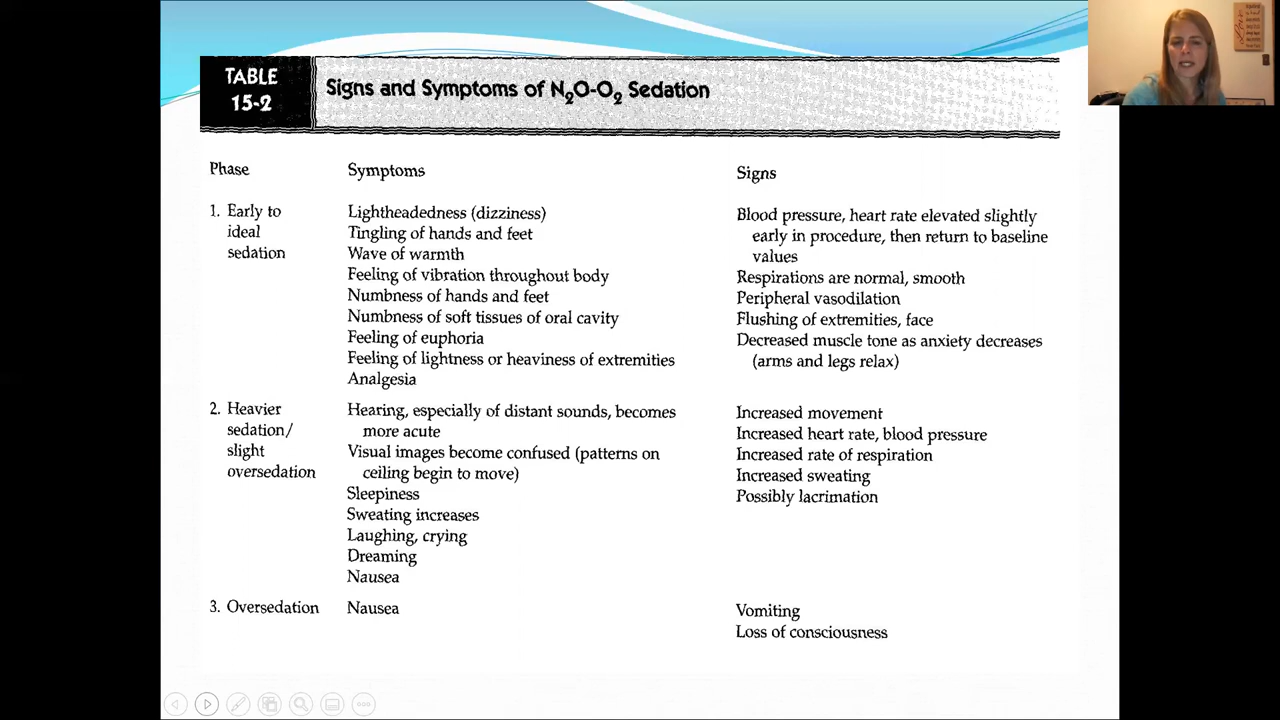 TABLE
15-2
Signs and Symptoms of N2O-O2 Sedation
Phase
Symptoms
Signs
1. Early to
ideal
sedation
Lightheadedness (dizziness)
Tingling of hands and feet
Wave of warmth
Feeling of vibration throughout body
Numbness of hands and feet
Numbness of soft tissues of oral cavity
Feeling of euphoria
Feeling of lightness or heaviness of extremities
Analgesia
Blood pressure, heart rate elevated slightly
early in procedure, then return to baseline
values
Respirations are normal, smooth
Peripheral vasodilation
Flushing of extremities, face
Decreased muscle tone as anxiety decreases
(arms and legs relax)
2. Heavier
sedation/
slight
oversedation
Hearing, especially of distant sounds, becomes
more acute
Visual images become confused (patterns on
ceiling begin to move)
Sleepiness
Sweating increases
Laughing, crying
Dreaming
Nausea
Increased movement
Increased heart rate, blood pressure
Increased rate of respiration
Increased sweating
Possibly lacrimation
3. Oversedation
Nausea
Vomiting
Loss of consciousness